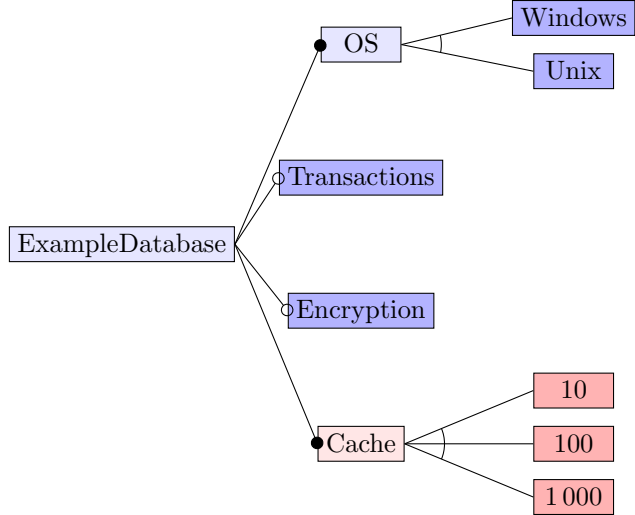 OS
Windows
Unix
Transactions
ExampleDatabase
Encryption
Cache
10
100
1 000